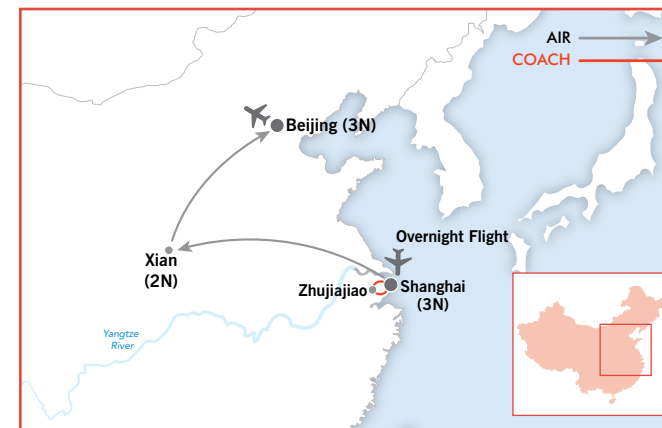 AIR
COACH
Beijing (3N)
Overnight Flight
Xian
(2N)
Zhujiajiao
Shanghai
(3N)
Yangtze
River